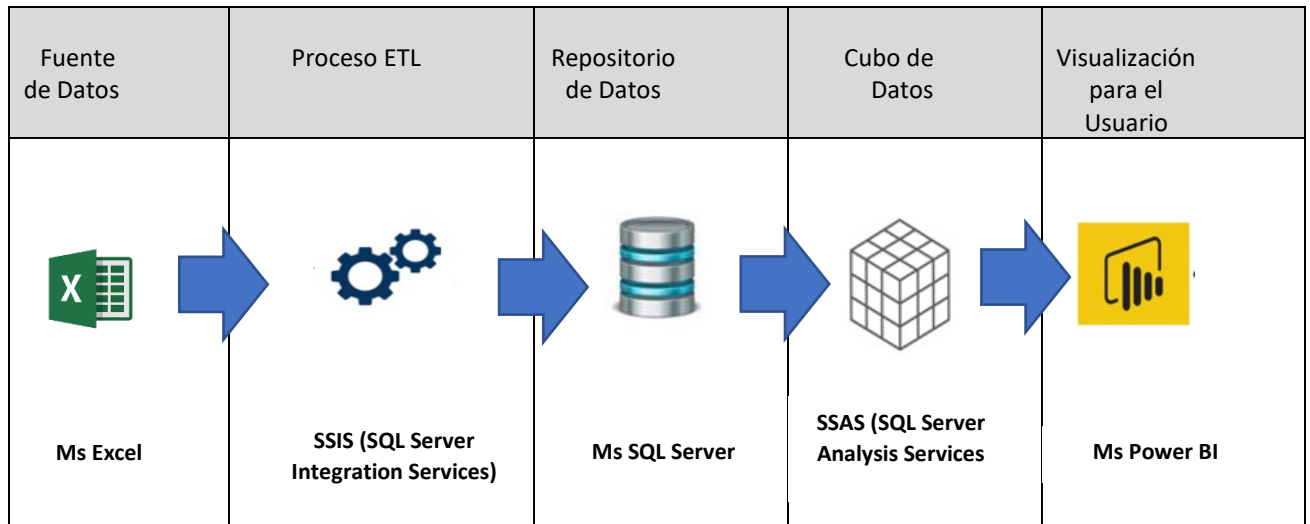 Fuente
de Datos
Proceso ETL
Repositorio
de Datos
Cubo de
Datos
Visualización
para el
Usuario
X
Ms Excel
SSIS (SQL Server
Integration Services)
Ms SQL Server
SSAS (SQL Server
Analysis Services
Ms Power BI